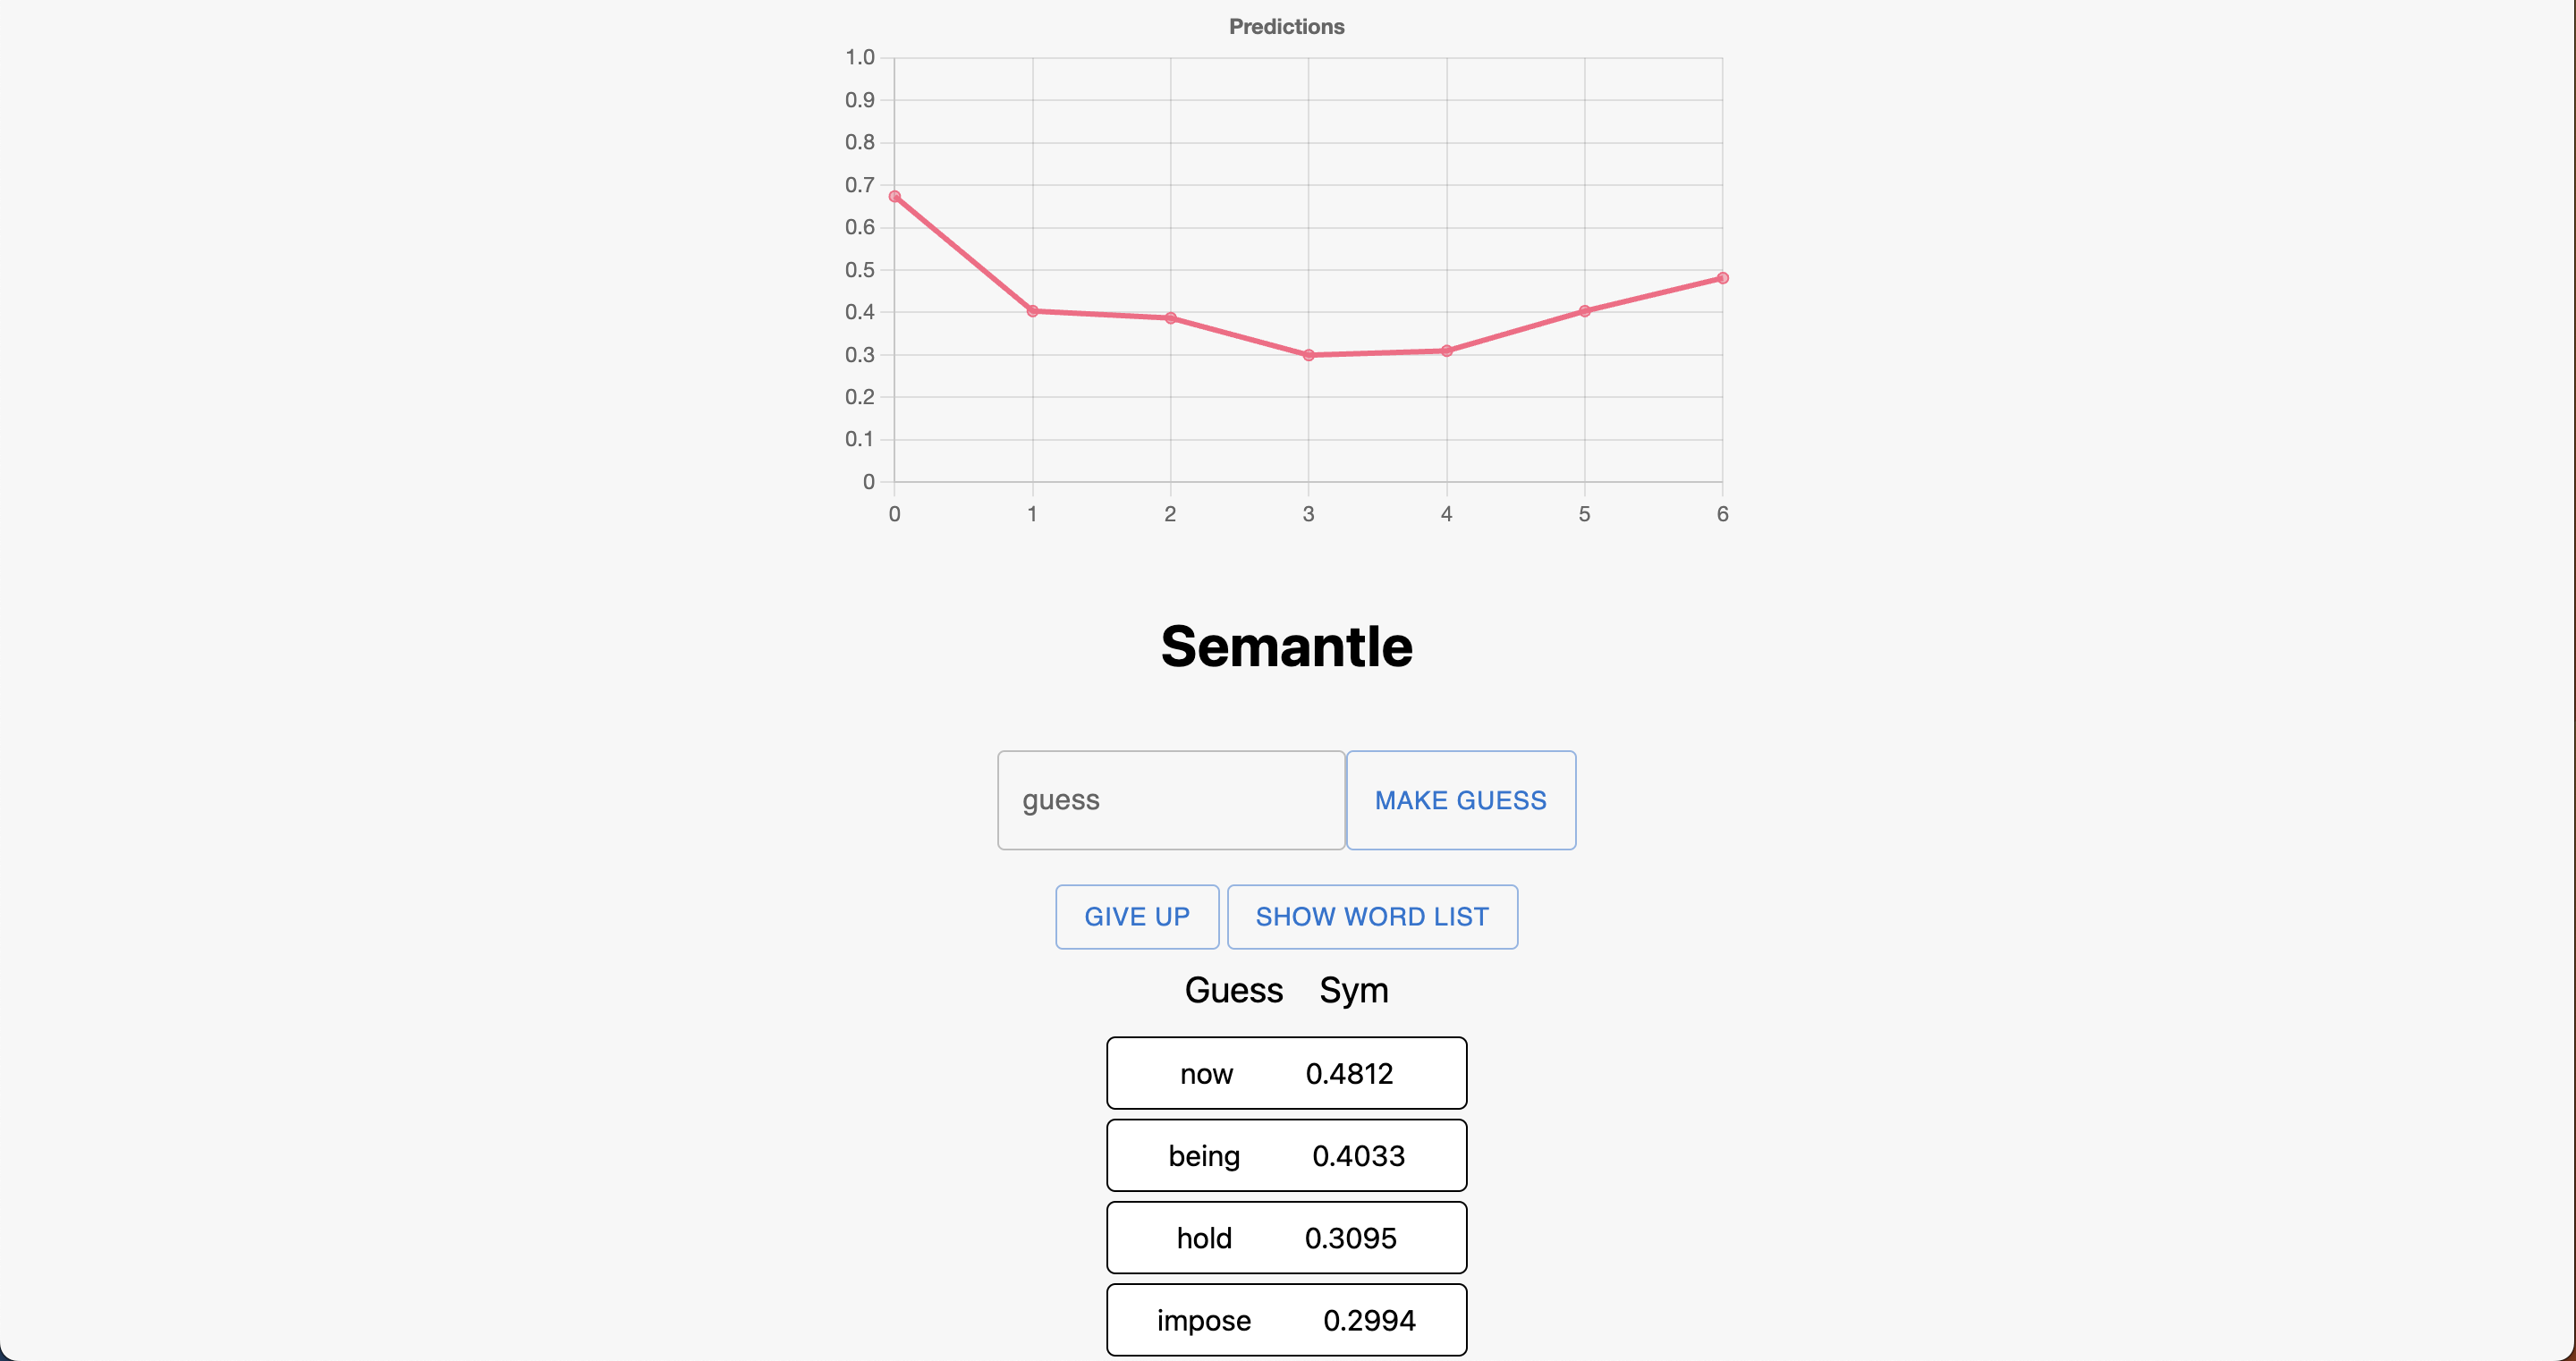 Predictions
1.0
0.9
0.8
0.7
0.6
0.5
0.4
0.3
0.2
0.1
0
0 1 2 3 4 5 6
Semantle
guess MAKE GUESS
GIVE UP SHOW WORD LIST
Guess Sym
now 0.4812
being 0.4033
hold 0.3095
impose 0.2994